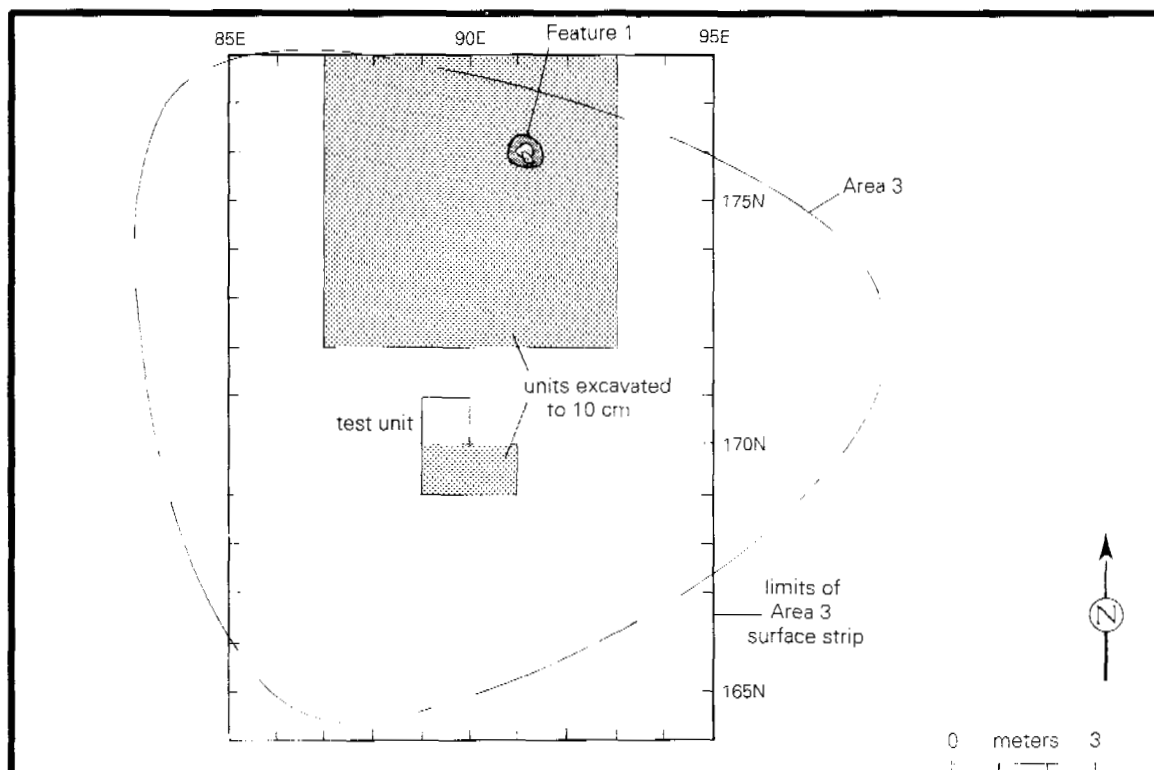 85E 90E Feature 1 95E
Area 3
175N
units excavated
to 10 cm
test unit
170N
limits of
Area 3
surface strip
Z
165N
0 meters 3